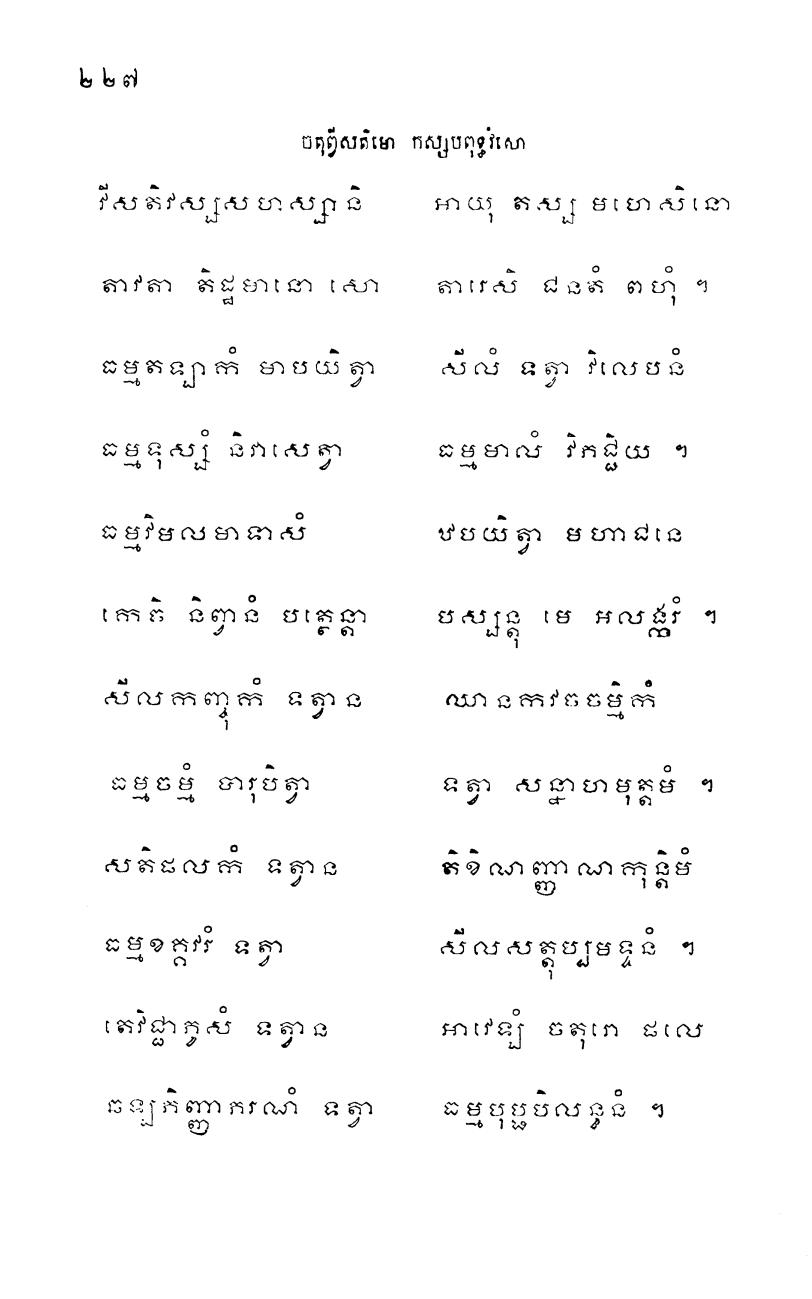 ២២៧
ចតុព្វីសតិមោ កស្សបពុទ្ធវំសោ
វីសតិវស្សសហស្សានិ អាយុ តស្ស មហេសិនោ
តាវតា តិដ្ឋមានោ សោ តារេសិ ជនតំ ពហុំ ។
ធម្មតឡាកំ មាបយិត្វា សីលំ ទត្វា វិលេបនំ
ធម្មទុស្សំ និវាសេត្វា ធម្មមាលំ វិភជ្ជិយ ។
ធម្មវិមលមាទាសំ ឋបយិត្វា មហាជនេ
កេចិ និព្វានំ បត្ថេន្តា បស្សន្តុ មេ អលង្ការំ ។
សីលកញ្ចុកំ ទត្វាន ឈានកវចចម្មិកំ
ធម្មចម្មំ បារុបិត្វា ទត្វា សន្នាហមុត្តមំ ។
សតិផលកំ ទត្វាន តិខិណញ្ញាណកុន្តិមំ
ធម្មខគ្គវរំ ទត្វា សីលសត្តុប្បមទ្ទនំ ។
តេវិជ្ជាភូសំ ទត្វាន អាវេឡំ ចតុរោ ផលេ
ឆឡភិញ្ញាភរណំ ទត្វា ធម្មបុប្ផបិលន្ធនំ ។